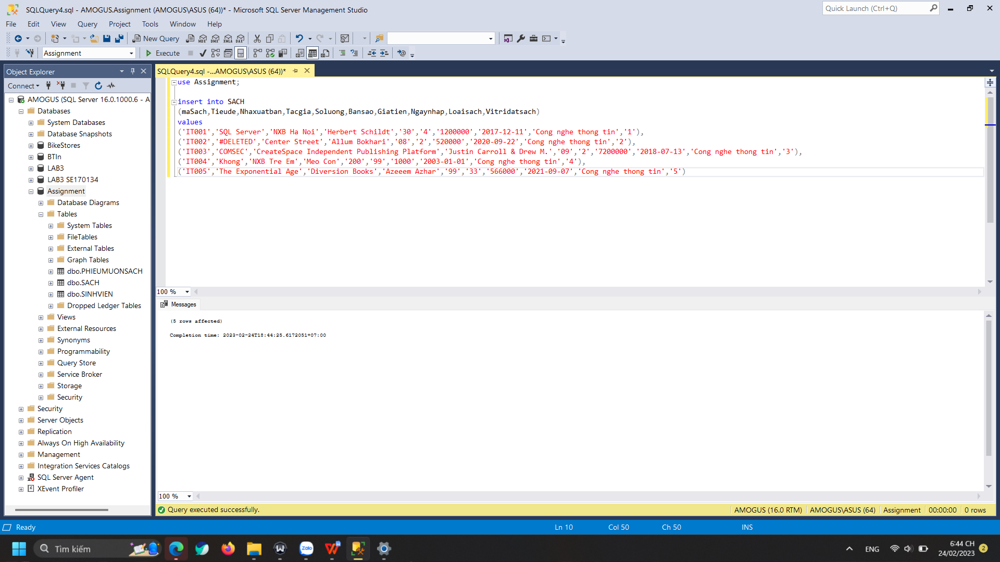 SQLQuery4.sql - AMOGUS.Assignment (AMOGUS\ASUS (64))* - Microsoft SQL Server Management Studio
Quick Launch (Ctrl+Q)
File Edit View Query Project Tools Window Help
New Query MDX DMX XMLA DAX
Assignment Execute
Object Explorer
SQLQuery4.sql -...AMOGUS\ASUS (64))*
Connect
AMOGUS (SQL Server 16.0.1000.6 - A
Databases
System Databases
Database Snapshots
BikeStores
BTIn
LAB3
LAB3 SE170134
Assignment
Database Diagrams
Tables
System Tables
FileTables
External Tables
Graph Tables
dbo.PHIEUMUONSACH
dbo.SACH
dbo.SINHVIEN
Dropped Ledger Tables
Views
External Resources
Synonyms
Programmability
Query Store
Service Broker
Storage
Security
Security
Server Objects
Replication
Always On High Availability
Management
Integration Services Catalogs
SQL Server Agent
XEvent Profiler
use Assignment;
insert into SACH
(maSach,Tieude,Nhaxuatban,Tacgia,Soluong,Bansao,Giatien,Ngaynhap,Loaisach,Vitridatsach)
values
('IT001','SQL Server','NXB Ha Noi','Herbert Schildt','30','4','1200000','2017-12-11','Cong nghe thong tin','1'),
('IT002','#DELETED','Center Street','Allum Bokhari','08','2','520000','2020-09-22','Cong nghe thong tin','2'),
('IT003','COMSEC','CreateSpace Independent Publishing Platform','Justin Carroll & Drew M.','09','2','7200000','2018-07-13','Cong nghe thong tin','3'),
('IT004','Khong','NXB Tre Em','Meo Con','200','99','1000','2003-01-01','Cong nghe thong tin','4'),
('IT005','The Exponential Age','Diversion Books','Azeeem Azhar','99','33','566000','2021-09-07','Cong nghe thong tin','5')
100 %
Messages
(5 rows affected)
Completion time: 2023-02-24T18:44:25.6172051+07:00
100 %
Query executed successfully.
AMOGUS (16.0 RTM) AMOGUS\ASUS (64) Assignment 00:00:00 0 rows
Ready Ln 10 Col 50 Ch 50 INS
Tìm kiếm
Zalo
ENG
6:44 CH
24/02/2023
2